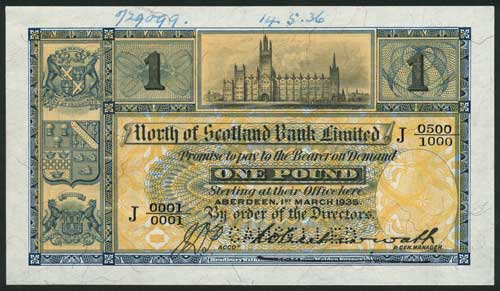 0/29099. 14.5.36
1 1
North of Scotland Bank Limited J 0500/1000
Promise to pay to the Bearer on Demand
ONE POUND
Sterling at their Office here
ABERDEEN, 1ST MARCH 1935
J 0001/0001 By order of the Directors.
ACCOT P. GEN. MANAGER.